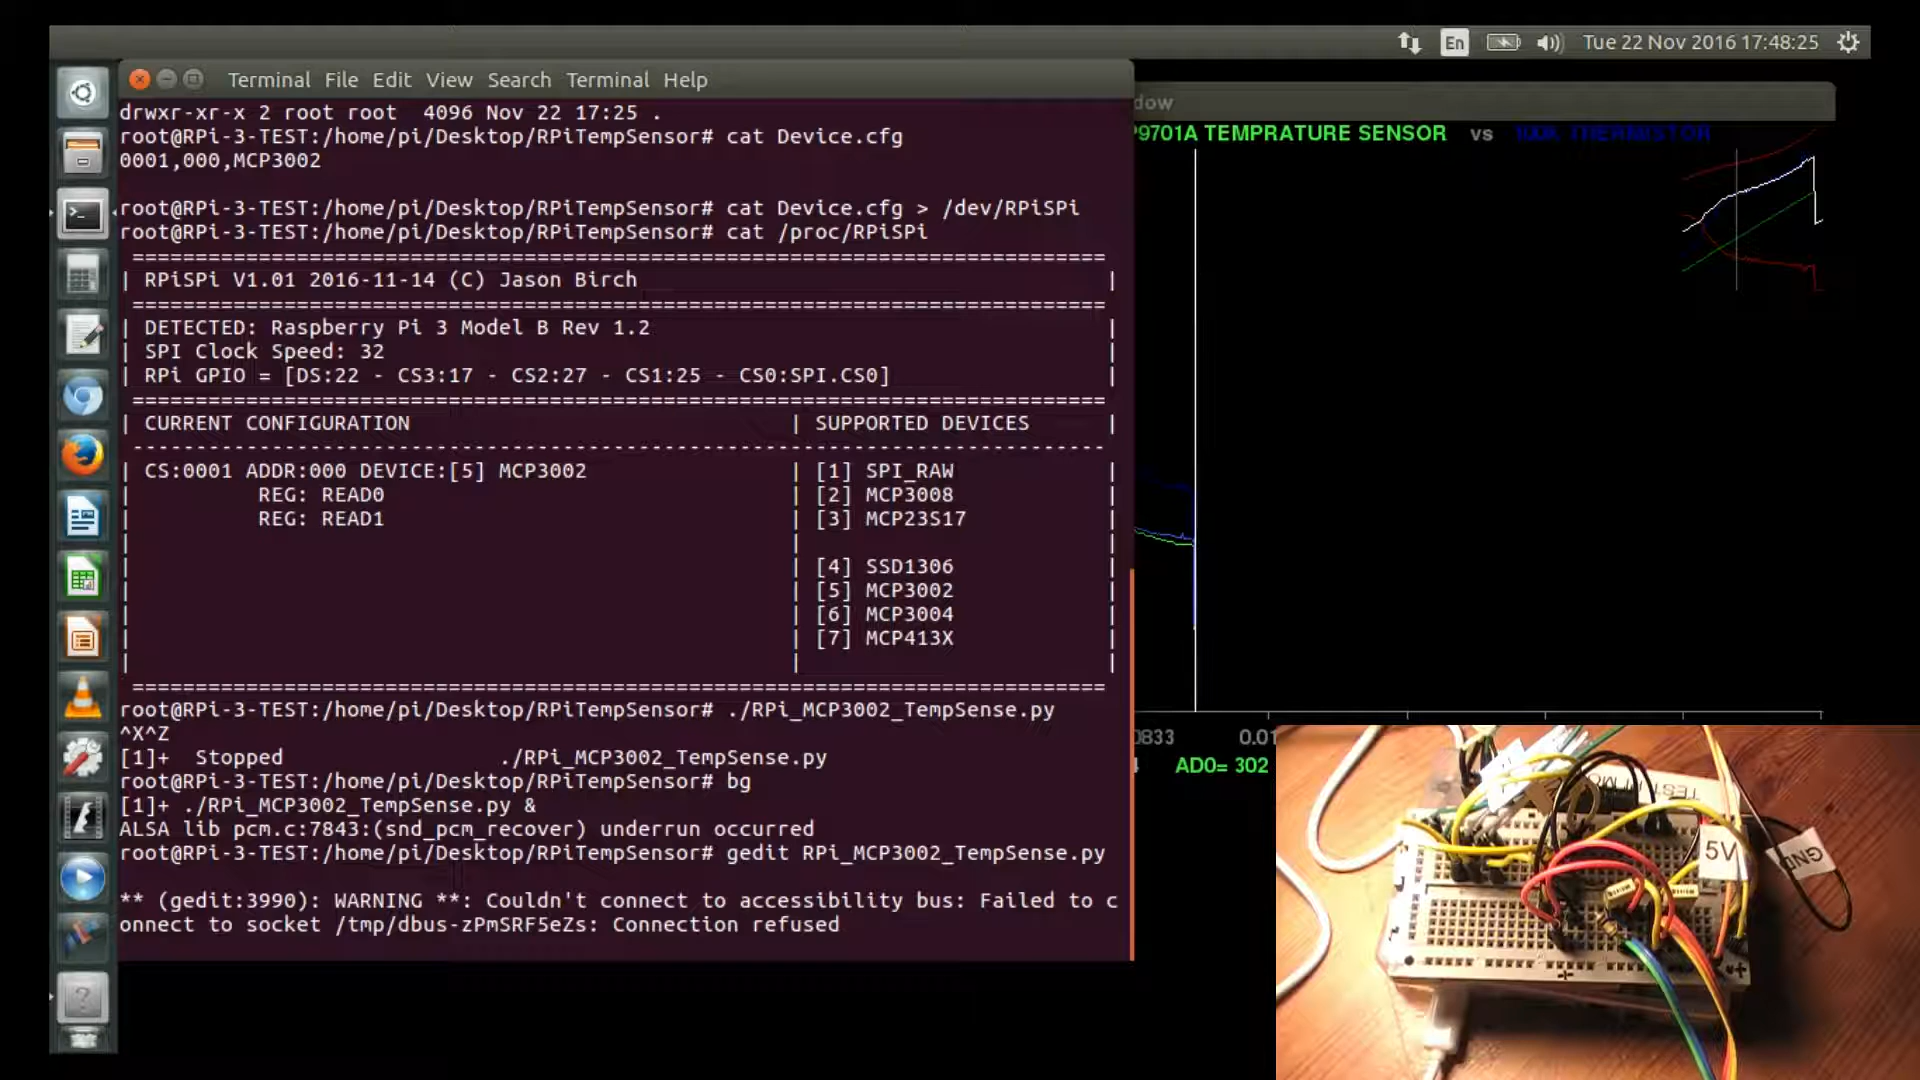 En
Tue 22 Nov 2016 17:48:25
Terminal File Edit View Search Terminal Help
drwxr-xr-x 2 root root  4096 Nov 22 17:25 .
root@RPi-3-TEST:/home/pi/Desktop/RPiTempSensor# cat Device.cfg
0001,000,MCP3002
root@RPi-3-TEST:/home/pi/Desktop/RPiTempSensor# cat Device.cfg > /dev/RPiSPi
root@RPi-3-TEST:/home/pi/Desktop/RPiTempSensor# cat /proc/RPiSPi
=============================================================================
| RPiSPi V1.01 2016-11-14 (C) Jason Birch |
=============================================================================
| DETECTED: Raspberry Pi 3 Model B Rev 1.2 |
| SPI Clock Speed: 32 |
| RPi GPIO = [DS:22 - CS3:17 - CS2:27 - CS1:25 - CS0:SPI.CS0] |
=============================================================================
| CURRENT CONFIGURATION | SUPPORTED DEVICES |
-----------------------------------------------------------------------------
| CS:0001 ADDR:000 DEVICE:[5] MCP3002 | [1] SPI_RAW |
| REG: READ0 | [2] MCP3008 |
| REG: READ1 | [3] MCP23S17 |
| | |
| | [4] SSD1306 |
| | [5] MCP3002 |
| | [6] MCP3004 |
| | [7] MCP413X |
| | |
=============================================================================
root@RPi-3-TEST:/home/pi/Desktop/RPiTempSensor# ./RPi_MCP3002_TempSense.py
^X^Z
[1]+  Stopped                 ./RPi_MCP3002_TempSense.py
root@RPi-3-TEST:/home/pi/Desktop/RPiTempSensor# bg
[1]+ ./RPi_MCP3002_TempSense.py &
ALSA lib pcm.c:7843:(snd_pcm_recover) underrun occurred
root@RPi-3-TEST:/home/pi/Desktop/RPiTempSensor# gedit RPi_MCP3002_TempSense.py
** (gedit:3990): WARNING **: Couldn't connect to accessibility bus: Failed to c
onnect to socket /tmp/dbus-zPmSRF5eZs: Connection refused
dow
P9701A TEMPRATURE SENSOR vs 100K THERMISTOR
0833 0.01
4 AD0= 302
5V
GND